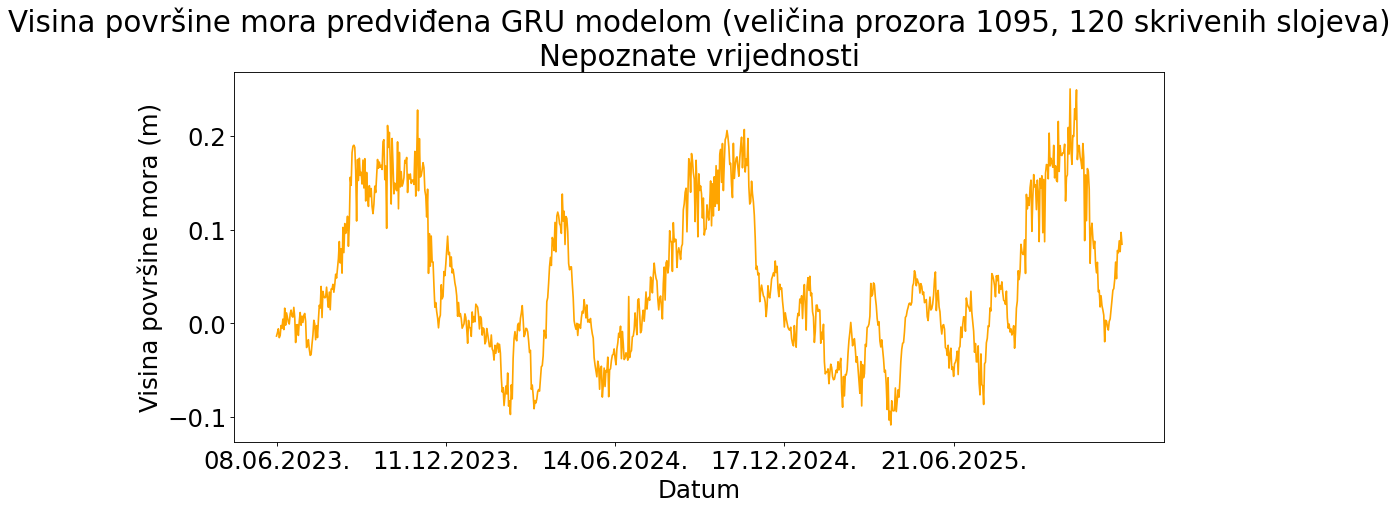 Visina površine mora predviđena GRU modelom (veličina prozora 1095, 120 skrivenih slojeva)
Nepoznate vrijednosti
Visina površine mora (m)
0.2
0.1
0.0
−0.1
08.06.2023. 11.12.2023. 14.06.2024. 17.12.2024. 21.06.2025.
Datum